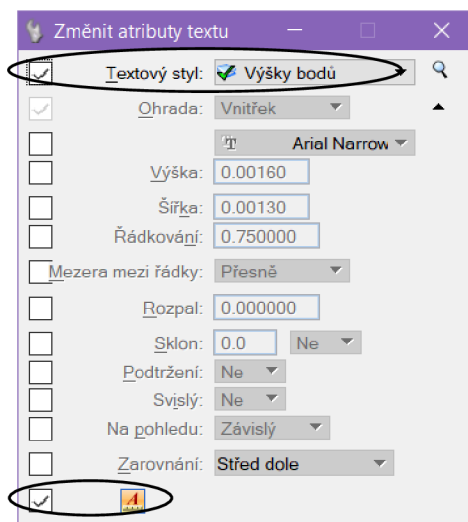 Změnit atributy textu
Textový styl: Výšky bodů
Ohrada: Vnitřek
Arial Narrow
Výška: 0.00160
Šířka: 0.00130
Řádkování: 0.750000
Mezera mezi řádky: Přesně
Rozpal: 0.000000
Sklon: 0.0 Ne
Podtržení: Ne
Svislý: Ne
Na pohledu: Závislý
Zarovnání: Střed dole
A